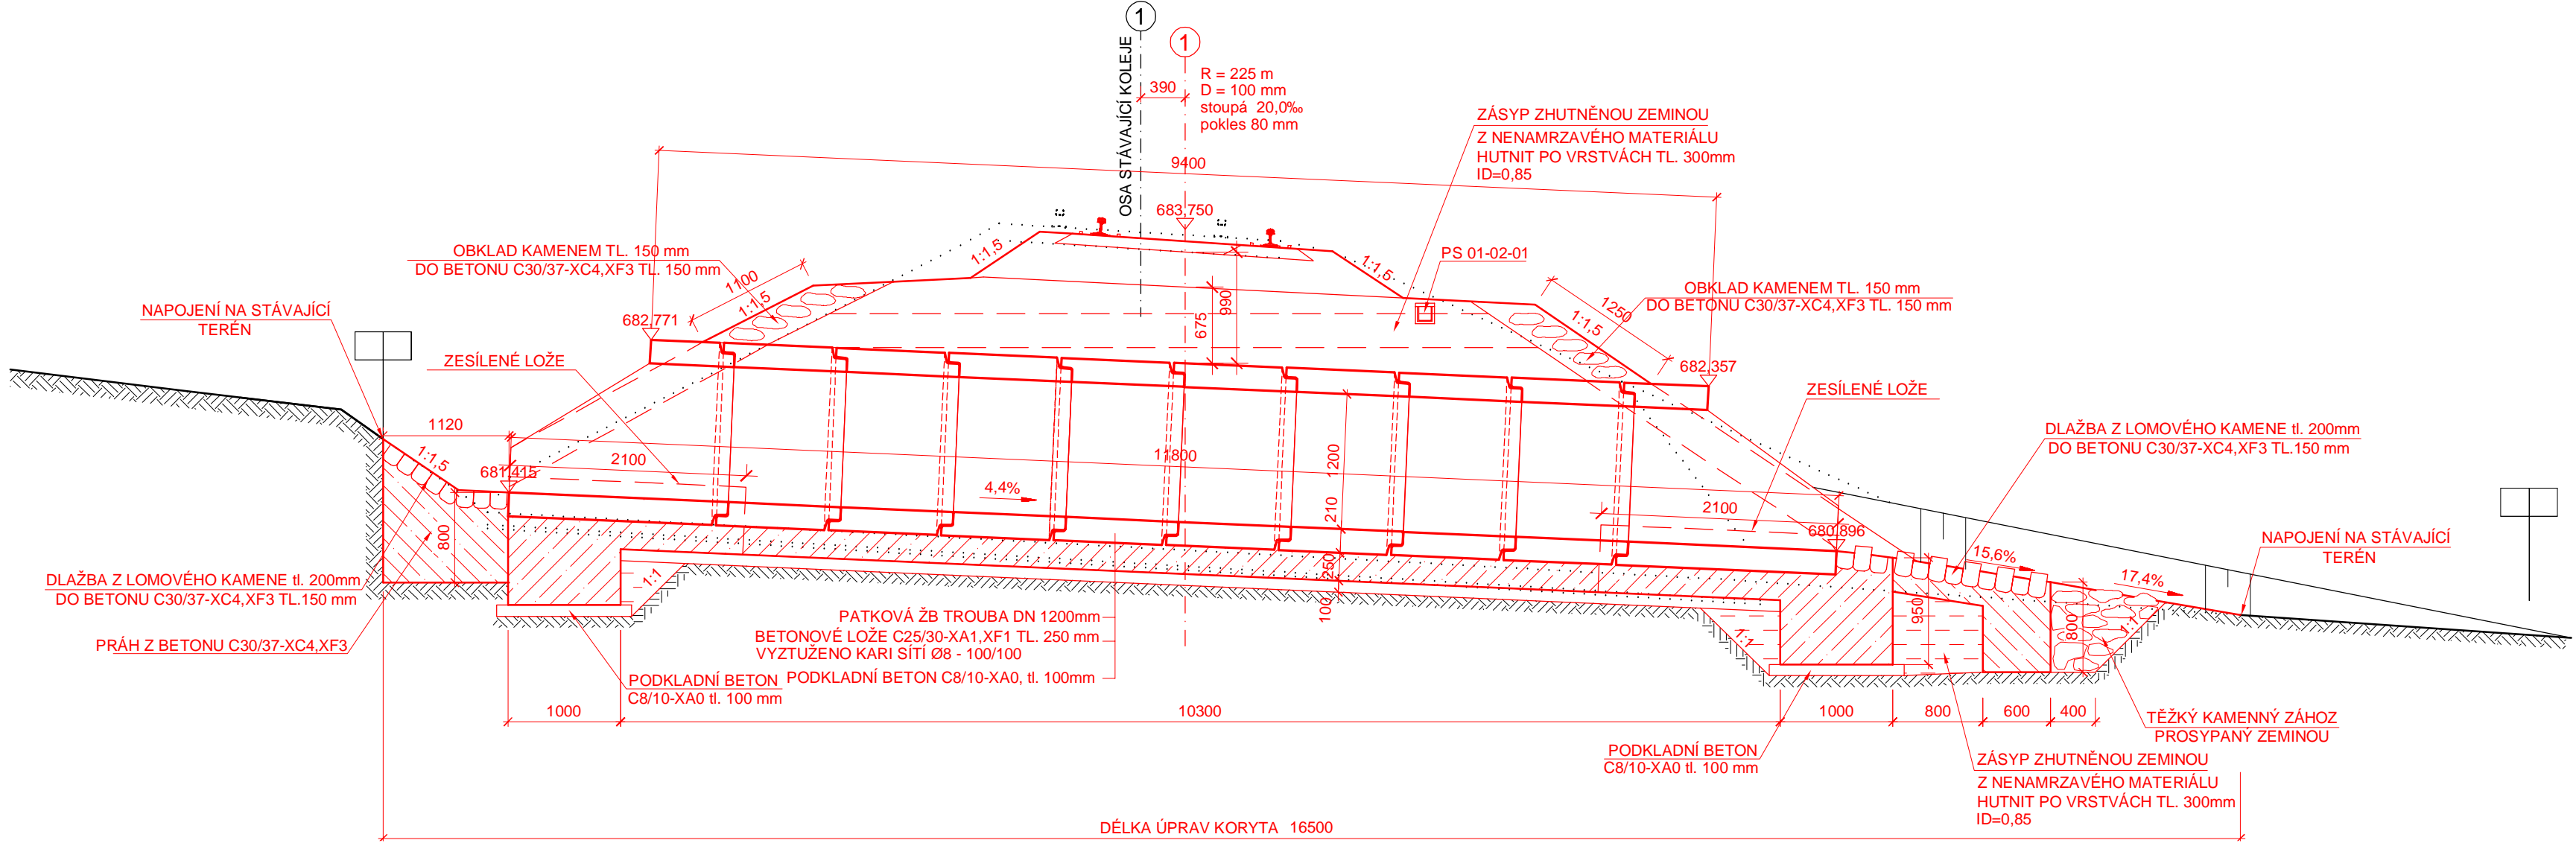 1
1
OSA STÁVAJÍCÍ KOLEJE
390
R = 225 m
D = 100 mm
stoupá 20,0‰
pokles 80 mm
ZÁSYP ZHUTNĚNOU ZEMINOU
Z NENAMRZAVÉHO MATERIÁLU
HUTNIT PO VRSTVÁCH TL. 300mm
ID=0,85
9400
683,750
OBKLAD KAMENEM TL. 150 mm
DO BETONU C30/37-XC4,XF3 TL. 150 mm
1:1,5
1100
1:1,5
PS 01-02-01
1:1,5
1250
1:1,5
OBKLAD KAMENEM TL. 150 mm
DO BETONU C30/37-XC4,XF3 TL. 150 mm
990
675
NAPOJENÍ NA STÁVAJÍCÍ
TERÉN
682,771
682,357
ZESÍLENÉ LOŽE
ZESÍLENÉ LOŽE
1120
1:1,5
681,415
2100
11800
1200
4,4%
210
2100
680,896
DLAŽBA Z LOMOVÉHO KAMENE tl. 200mm
DO BETONU C30/37-XC4,XF3 TL.150 mm
800
250
100
1:1
1:1
15,6%
17,4%
NAPOJENÍ NA STÁVAJÍCÍ
TERÉN
DLAŽBA Z LOMOVÉHO KAMENE tl. 200mm
DO BETONU C30/37-XC4,XF3 TL.150 mm
PRÁH Z BETONU C30/37-XC4,XF3
PATKOVÁ ŽB TROUBA DN 1200mm
BETONOVÉ LOŽE C25/30-XA1,XF1 TL. 250 mm
VYZTUŽENO KARI SÍTÍ Ø8 - 100/100
PODKLADNÍ BETON C8/10-XA0, tl. 100mm
PODKLADNÍ BETON
C8/10-XA0 tl. 100 mm
950
800
1:1
1000
10300
1000
800
600
400
TĚŽKÝ KAMENNÝ ZÁHOZ
PROSYPANÝ ZEMINOU
PODKLADNÍ BETON
C8/10-XA0 tl. 100 mm
ZÁSYP ZHUTNĚNOU ZEMINOU
Z NENAMRZAVÉHO MATERIÁLU
HUTNIT PO VRSTVÁCH TL. 300mm
ID=0,85
DÉLKA ÚPRAV KORYTA 16500